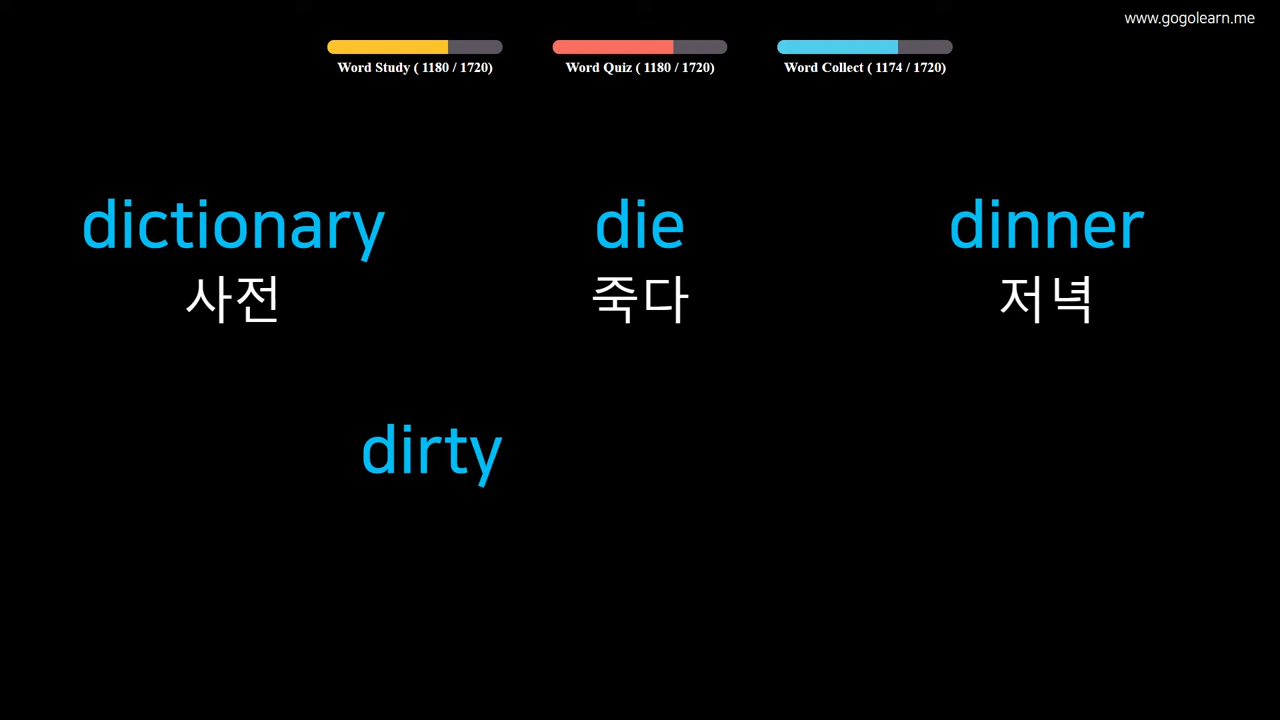 www.gogolearn.me
Word Study ( 1180 / 1720)
Word Quiz ( 1180 / 1720)
Word Collect ( 1174 / 1720)
dictionary
사전
die
죽다
dinner
저녁
dirty